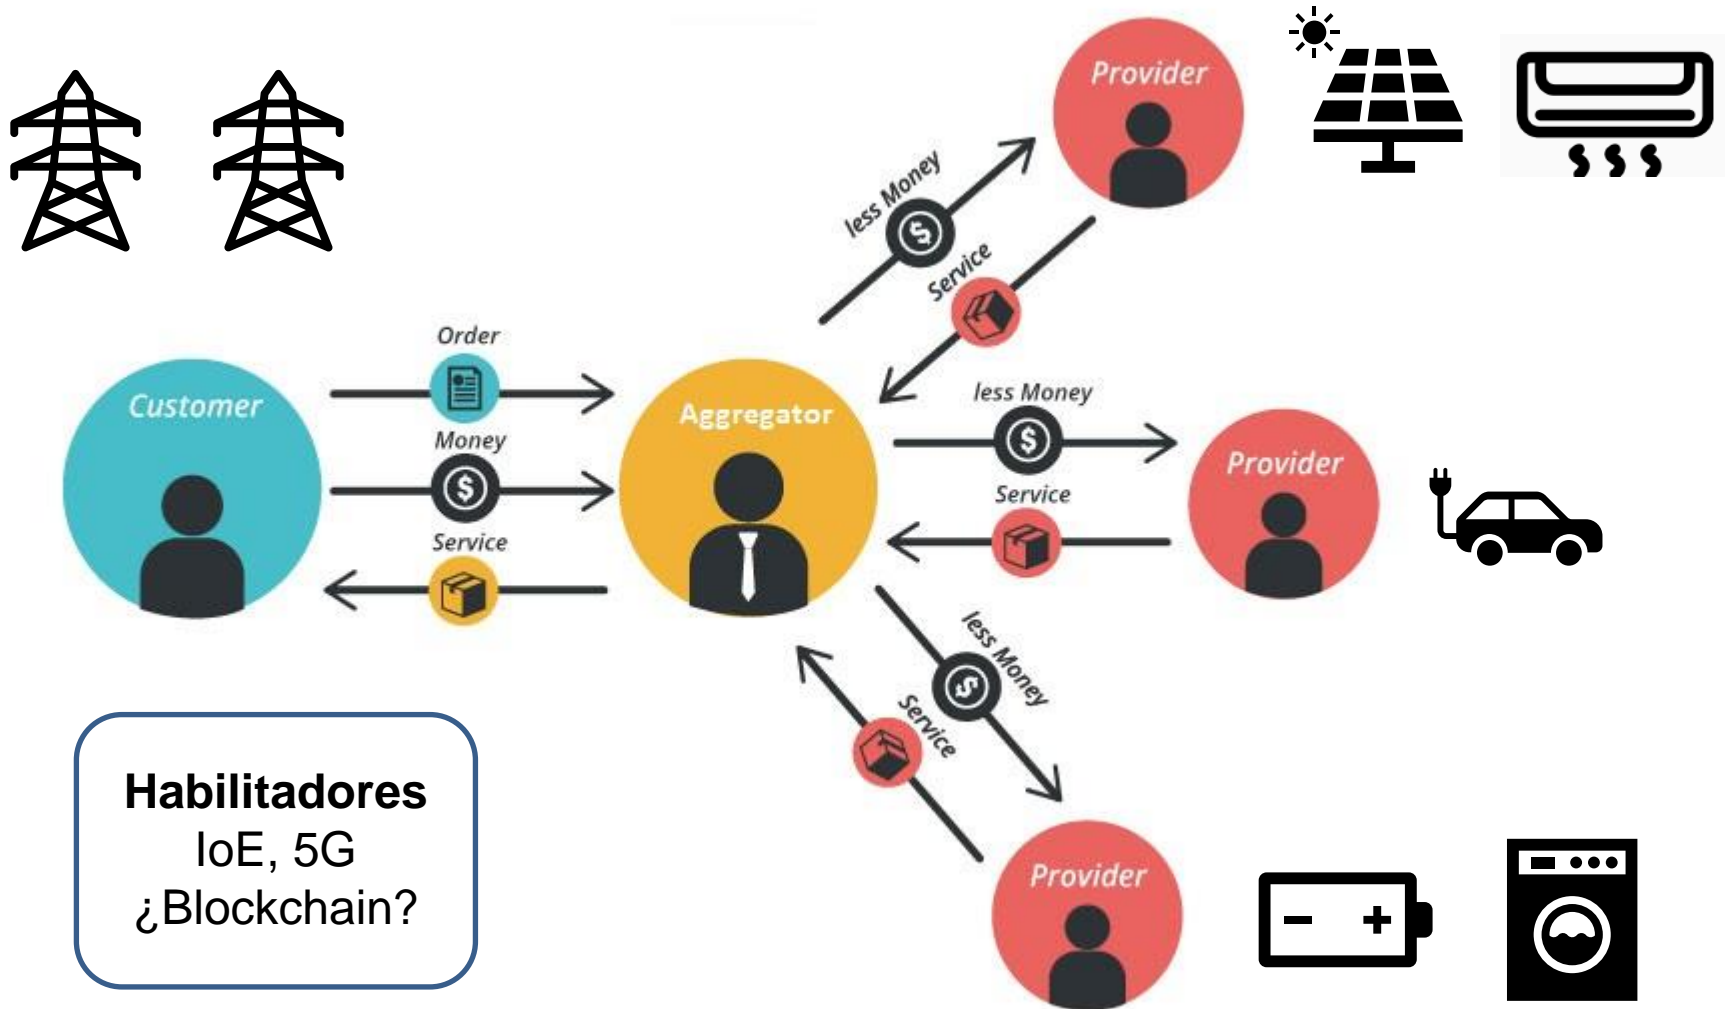 Provider
less Money
Service
Order
Customer
Money
Service
Aggregator
less Money
Service
Provider
less Money
Service
Provider
Habilitadores
IoE, 5G
¿Blockchain?